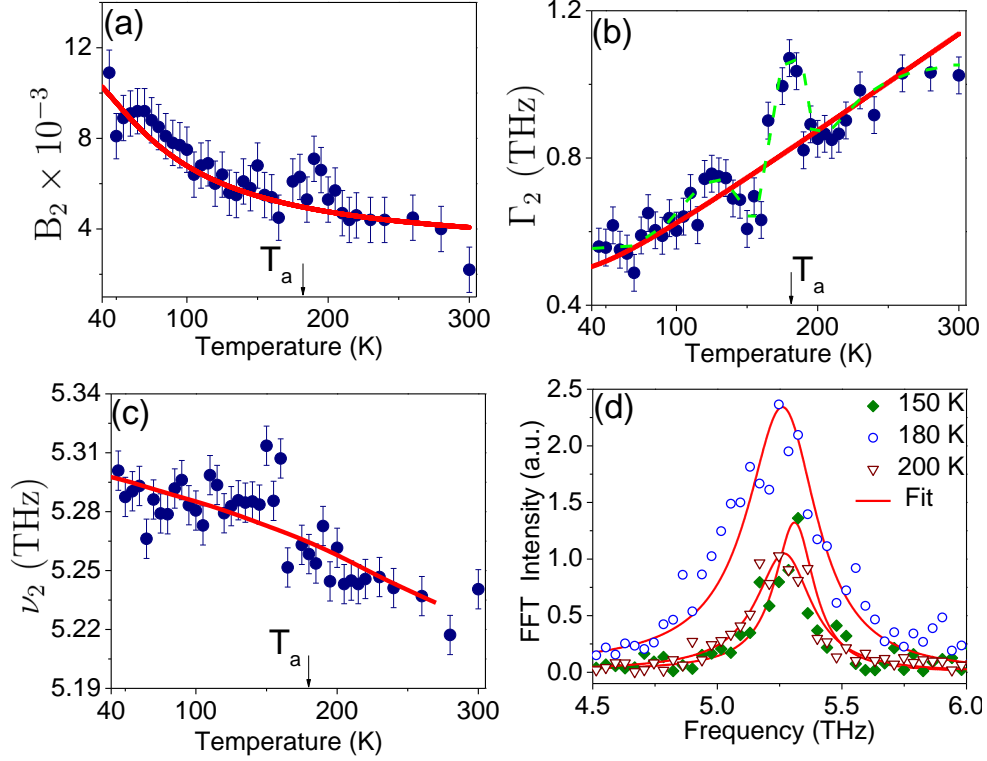 (a)
B₂ × 10⁻³
12
8
4
T_a
40 100 200 300
Temperature (K)
(b)
Γ₂ (THz)
1.2
0.8
0.4
T_a
40 100 200 300
Temperature (K)
(c)
ν₂ (THz)
5.34
5.31
5.28
5.25
5.22
5.19
T_a
40 100 200 300
Temperature (K)
(d)
FFT Intensity (a.u.)
2.5
2.0
1.5
1.0
0.5
0.0
150 K
180 K
200 K
Fit
4.5 5.0 5.5 6.0
Frequency (THz)